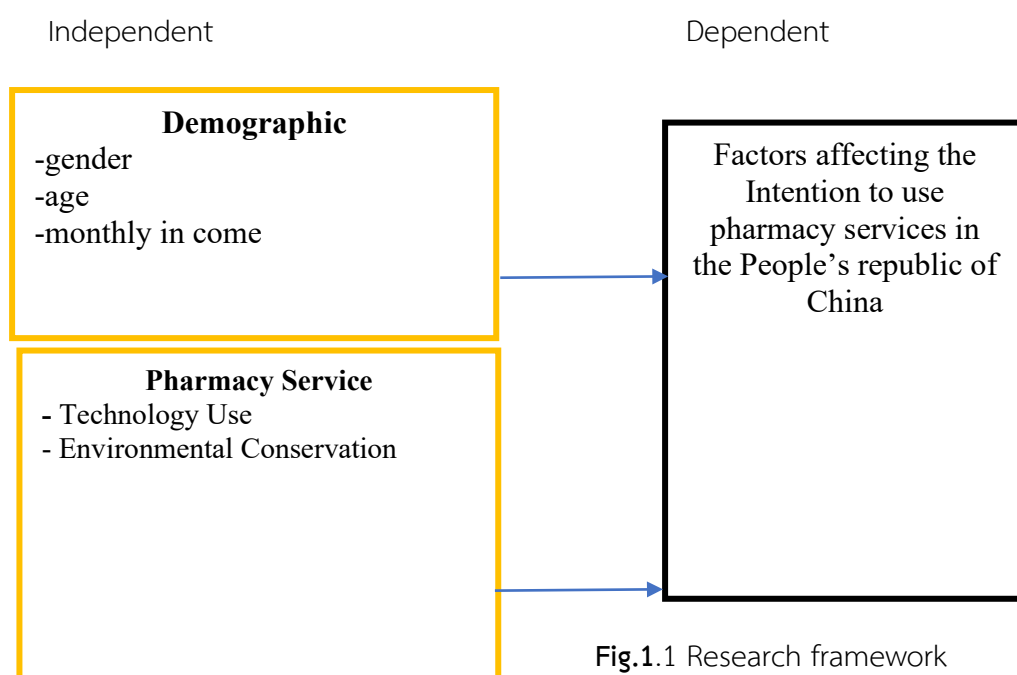 Independent
Dependent
Demographic
-gender
-age
-monthly in come
Pharmacy Service
- Technology Use
- Environmental Conservation
Factors affecting the
Intention to use
pharmacy services in
the People’s republic of
China
Fig.1.1 Research framework